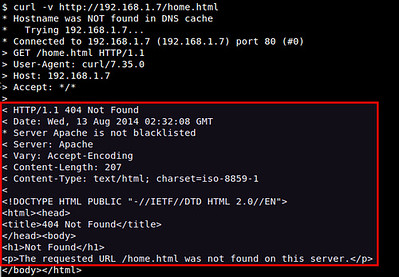 $ curl -v http://192.168.1.7/home.html
* Hostname was NOT found in DNS cache
*   Trying 192.168.1.7...
* Connected to 192.168.1.7 (192.168.1.7) port 80 (#0)
> GET /home.html HTTP/1.1
> User-Agent: curl/7.35.0
> Host: 192.168.1.7
> Accept: */*
>
< HTTP/1.1 404 Not Found
< Date: Wed, 13 Aug 2014 02:32:08 GMT
* Server Apache is not blacklisted
< Server: Apache
< Vary: Accept-Encoding
< Content-Length: 207
< Content-Type: text/html; charset=iso-8859-1
<
<!DOCTYPE HTML PUBLIC "-//IETF//DTD HTML 2.0//EN">
<html><head>
<title>404 Not Found</title>
</head><body>
<h1>Not Found</h1>
<p>The requested URL /home.html was not found on this server.</p>
</body></html>